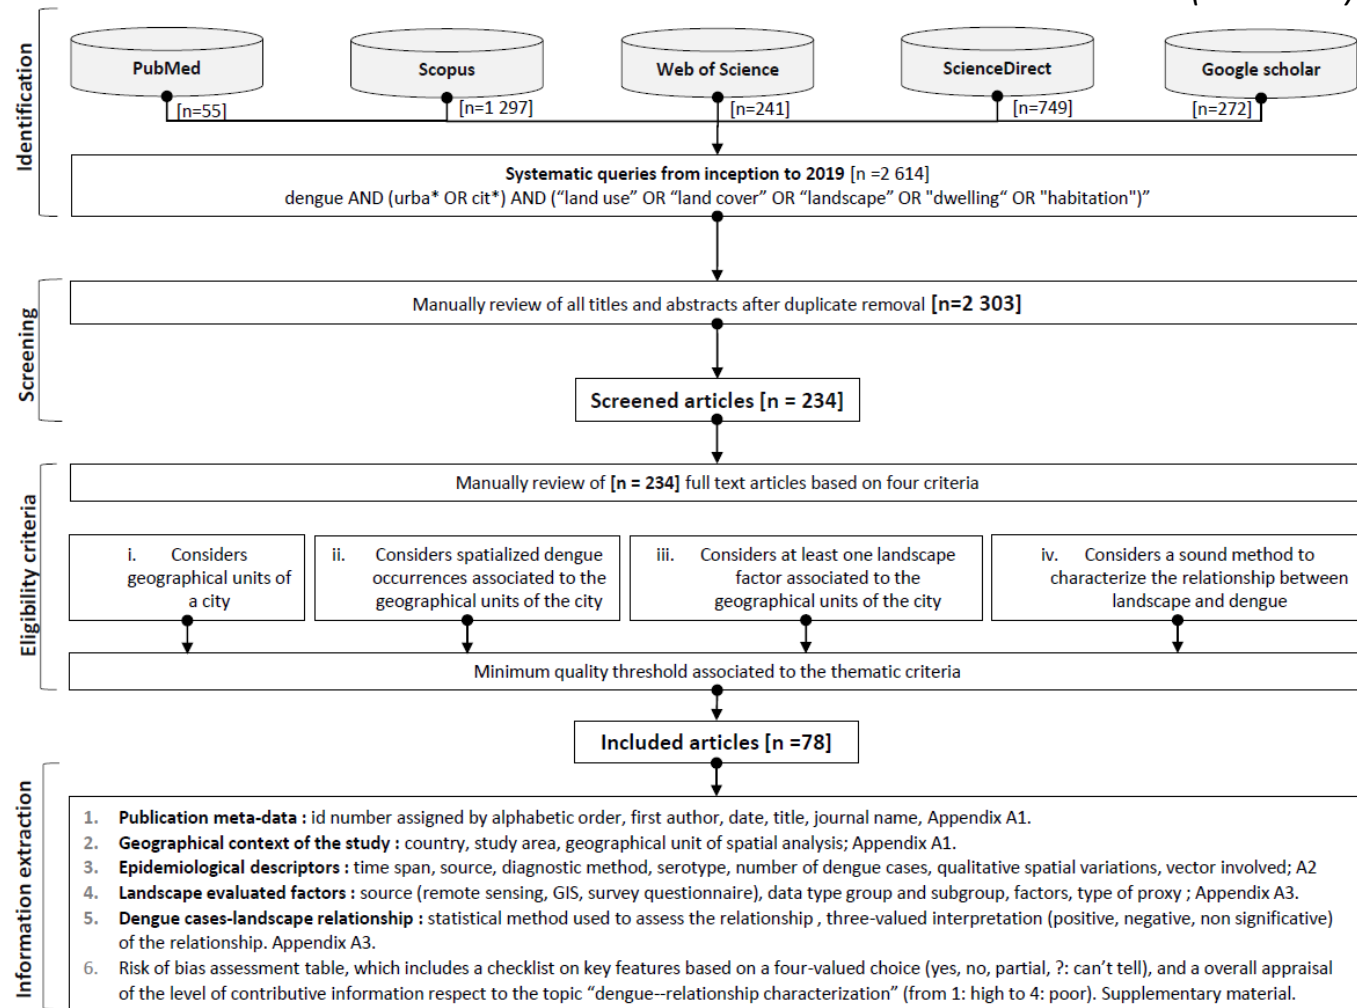 Identification
PubMed
Scopus
Web of Science
ScienceDirect
Google scholar
[n=55]
[n=1 297]
[n=241]
[n=749]
[n=272]
Systematic queries from inception to 2019 [n =2 614]
dengue AND (urba* OR cit*) AND (“land use” OR “land cover” OR “landscape” OR "dwelling“ OR "habitation")”
Screening
Manually review of all titles and abstracts after duplicate removal [n=2 303]
Screened articles [n = 234]
Eligibility criteria
Manually review of [n = 234] full text articles based on four criteria
i. Considers
geographical units of
a city
ii. Considers spatialized dengue
occurrences associated to the
geographical units of the city
iii. Considers at least one landscape
factor associated to the
geographical units of the city
iv. Considers a sound method to
characterize the relationship between
landscape and dengue
Minimum quality threshold associated to the thematic criteria
Included articles [n =78]
Information extraction
1. Publication meta-data : id number assigned by alphabetic order, first author, date, title, journal name, Appendix A1.
2. Geographical context of the study : country, study area, geographical unit of spatial analysis; Appendix A1.
3. Epidemiological descriptors : time span, source, diagnostic method, serotype, number of dengue cases, qualitative spatial variations, vector involved; A2
4. Landscape evaluated factors : source (remote sensing, GIS, survey questionnaire), data type group and subgroup, factors, type of proxy ; Appendix A3.
5. Dengue cases-landscape relationship : statistical method used to assess the relationship , three-valued interpretation (positive, negative, non significative)
of the relationship. Appendix A3.
6. Risk of bias assessment table, which includes a checklist on key features based on a four-valued choice (yes, no, partial, ?: can’t tell), and a overall appraisal
of the level of contributive information respect to the topic “dengue--relationship characterization” (from 1: high to 4: poor). Supplementary material.